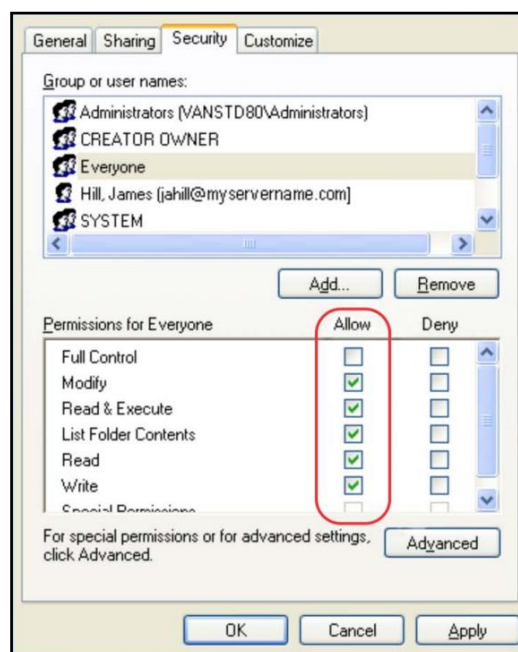 General Sharing Security Customize
Group or user names:
Administrators (VANSTD80\Administrators)
CREATOR OWNER
Everyone
Hill, James (jahill@myservername.com]
SYSTEM
Add... Remove
Permissions for Everyone Allow Deny
Full Control
Modify
Read & Execute
List Folder Contents
Read
Write
Special Permissions
For special permissions or for advanced settings, Advanced
click Advanced.
OK Cancel Apply